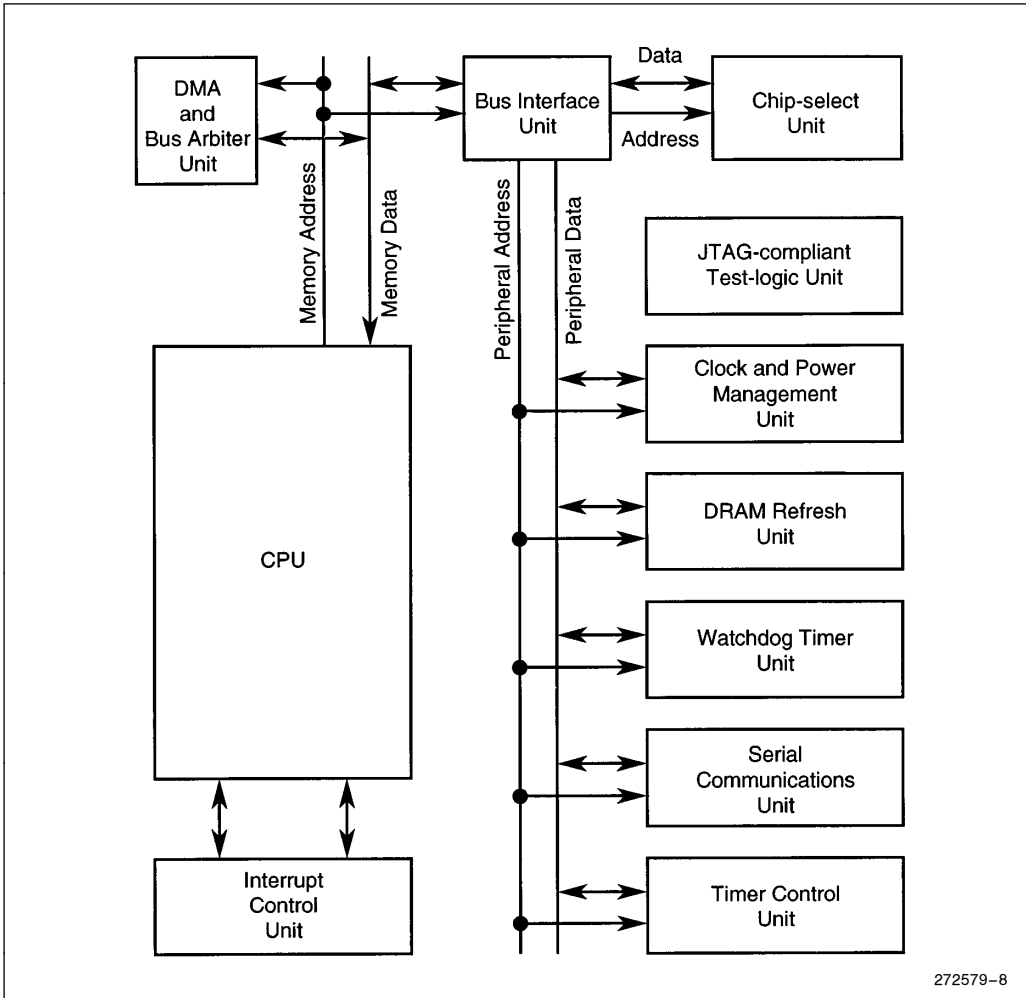 DMA
and
Bus Arbiter
Unit
Memory Address
Memory Data
Bus Interface
Unit
Data
Address
Chip-select
Unit
Peripheral Address
Peripheral Data
JTAG-compliant
Test-logic Unit
Clock and Power
Management
Unit
CPU
DRAM Refresh
Unit
Watchdog Timer
Unit
Serial
Communications
Unit
Interrupt
Control
Unit
Timer Control
Unit
272579–8